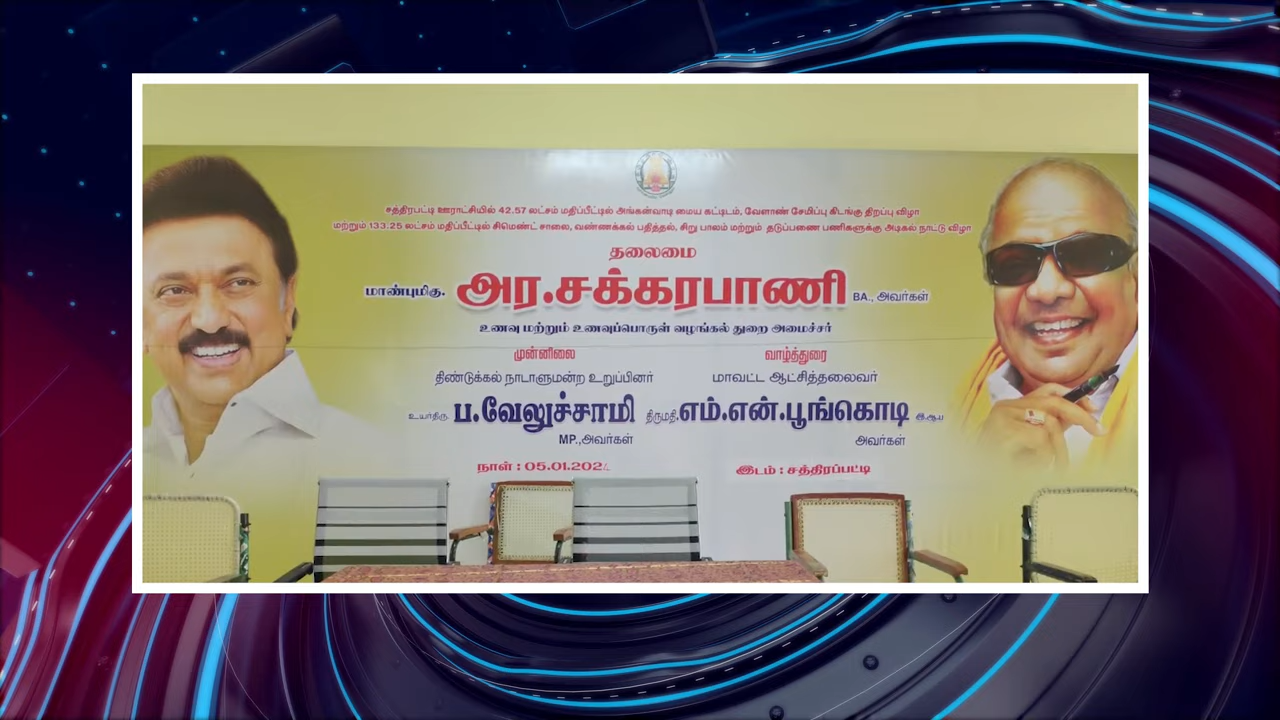 சத்திரபட்டி ஊராட்சியில் 42.57 லட்சம் மதிப்பீட்டில் அங்கன்வாடி மைய கட்டிடம், வேளாண் சேமிப்பு கிடங்கு திறப்பு விழா
மற்றும் 133.25 லட்சம் மதிப்பீட்டில் சிமெண்ட் சாலை, வண்ணக்கல் பதித்தல், சிறு பாலம் மற்றும் தடுப்பணை பணிகளுக்கு அடிகல் நாட்டு விழா
தலைமை
மாண்புமிகு. அர.சக்கரபாணி BA., அவர்கள்
உணவு மற்றும் உணவுப்பொருள் வழங்கல் துறை அமைச்சர்
முன்னிலை வாழ்த்துரை
திண்டுக்கல் நாடாளுமன்ற உறுப்பினர் மாவட்ட ஆட்சித்தலைவர்
உயர்திரு. ப.வேலுச்சாமி திருமதி.எம்.என்.பூங்கொடி இ.ஆ.ப
MP.,அவர்கள் அவர்கள்
நாள் : 05.01.202 இடம் : சத்திரப்பட்டி